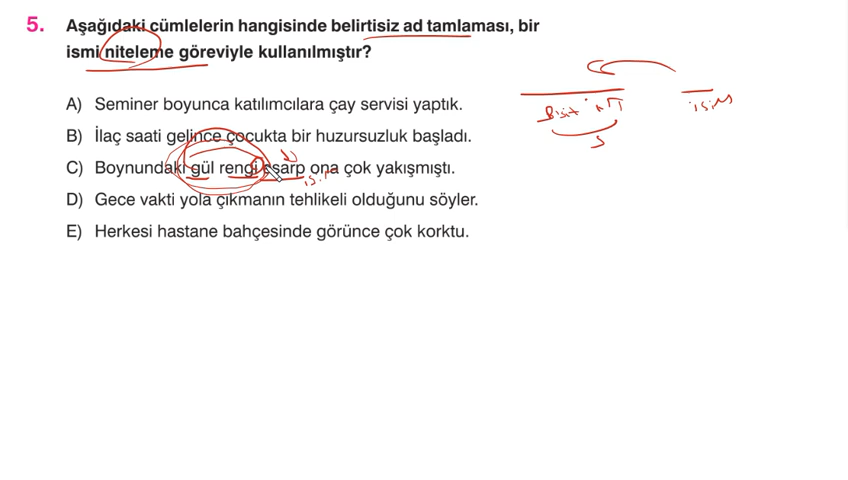 5. Aşağıdaki cümlelerin hangisinde belirtisiz ad tamlaması, bir
ismi niteleme göreviyle kullanılmıştır?
A) Seminer boyunca katılımcılara çay servisi yaptık.
B) İlaç saati gelince çocukta bir huzursuzluk başladı.
C) Boynundaki gül rengi eşarp ona çok yakışmıştı.
D) Gece vakti yola çıkmanın tehlikeli olduğunu söyler.
E) Herkesi hastane bahçesinde görünce çok korktu.
isim
S